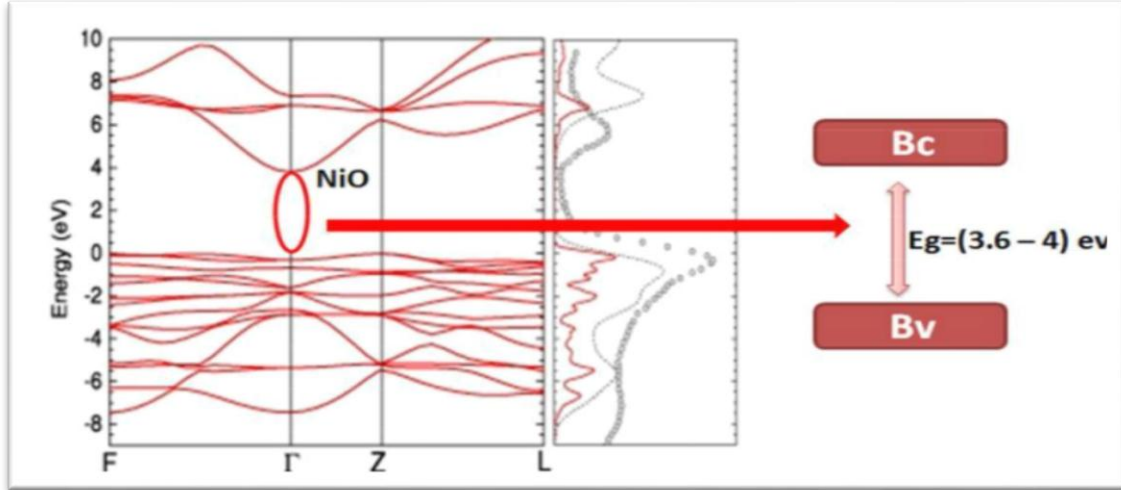 Energy (eV)
10
8
6
4
2
0
-2
-4
-6
-8
F
Γ
Z
L
NiO
Bc
Eg=(3.6 – 4) ev
Bv